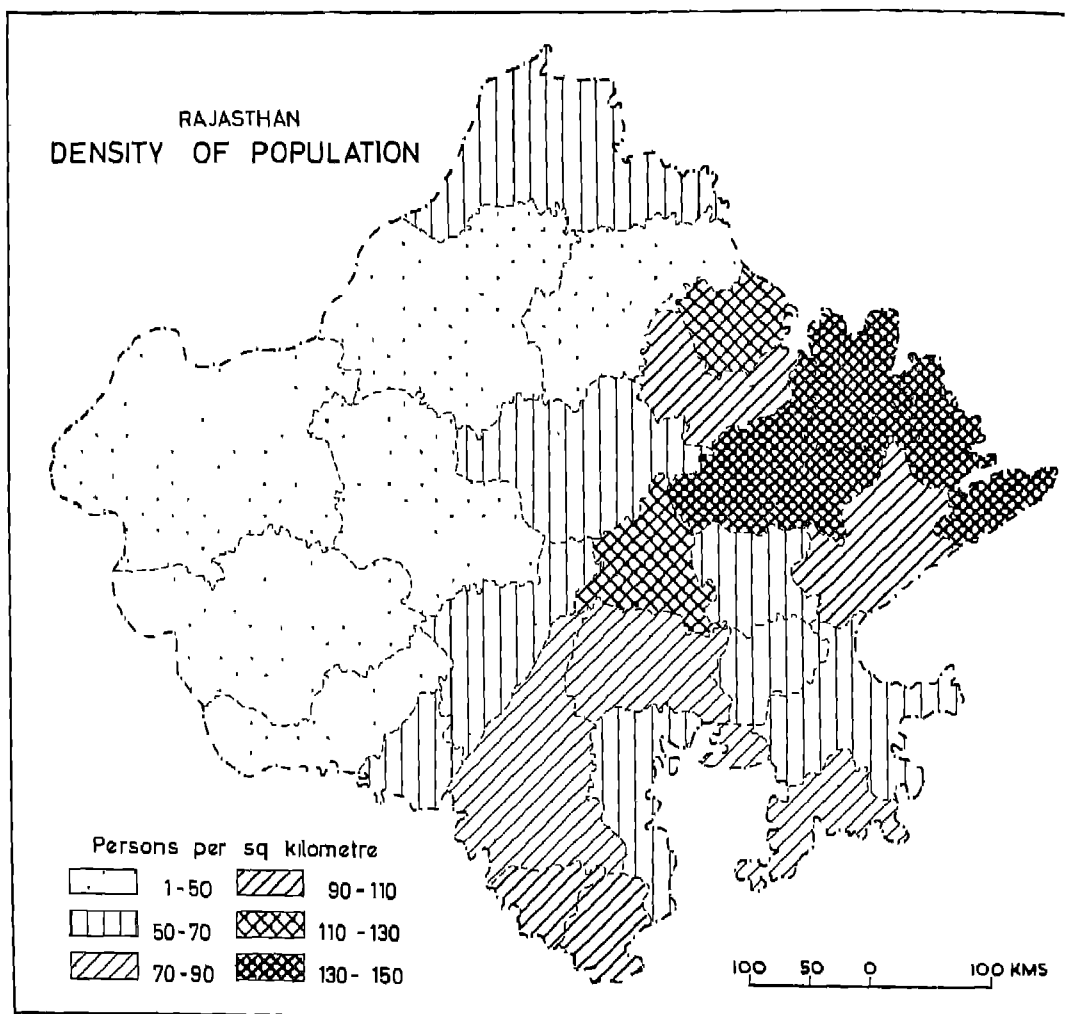 RAJASTHAN
DENSITY OF POPULATION
Persons per sq kilometre
1-50
90-110
50-70
110-130
70-90
130-150
100 50 0 100 KMS